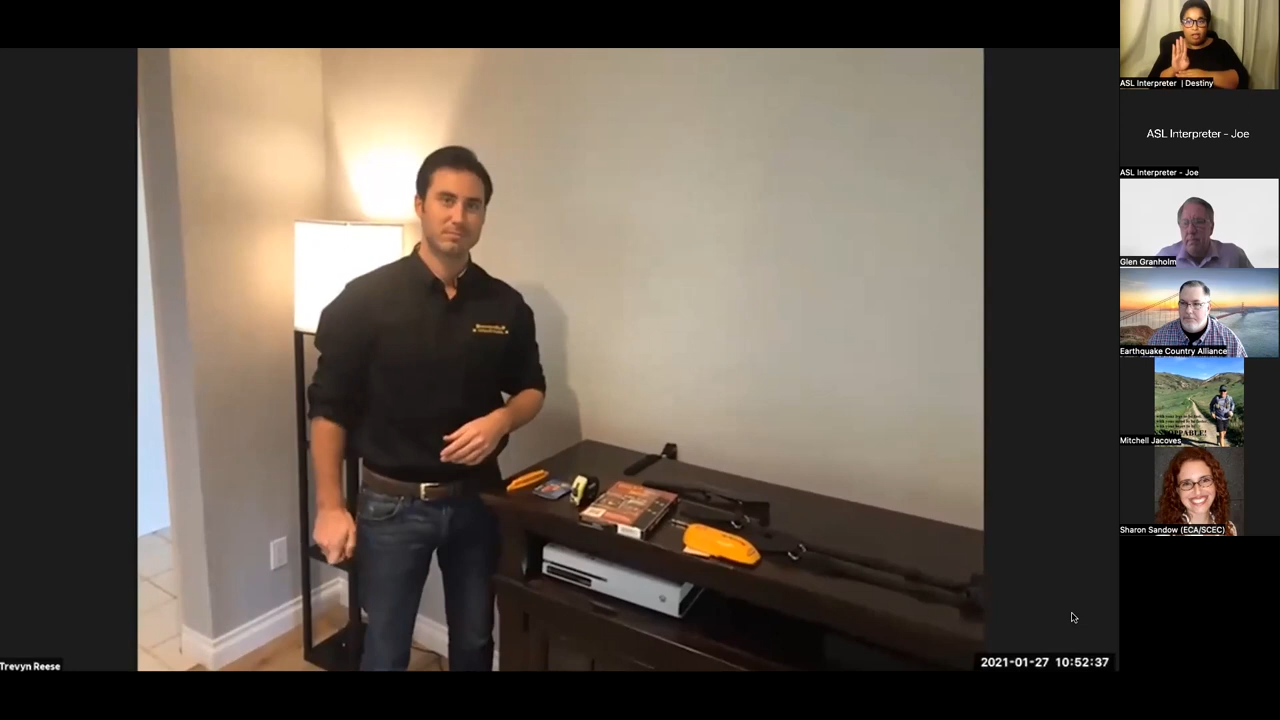 ASL Interpreter | Destiny
ASL Interpreter - Joe
ASL Interpreter - Joe
Glen Granholm
Earthquake Country Alliance
Mitchell Jacoves
Sharon Sandow (ECA/SCEC)
Trevyn Reese
2021-01-27 10:52:37